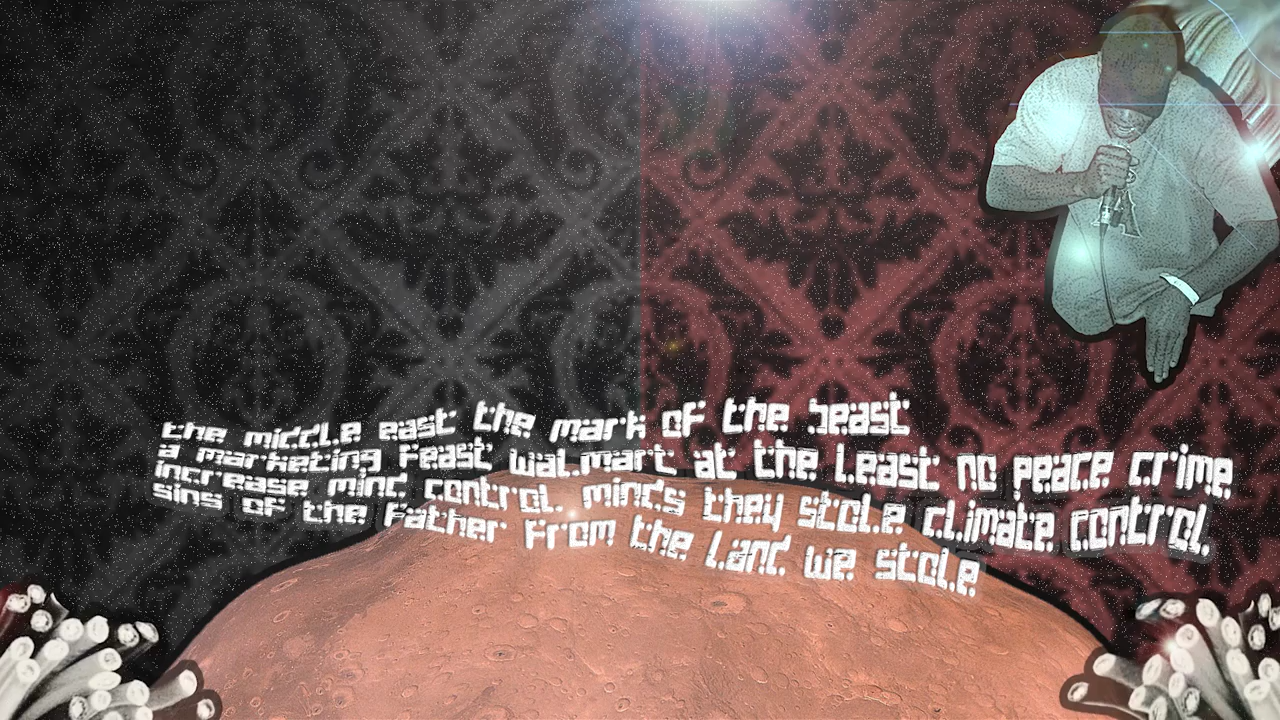 the middle east the mark of the beast
a marketing feast walmart at the least no peace crime
increase mind control minds they stole climate control
sins of the father from the land we stole